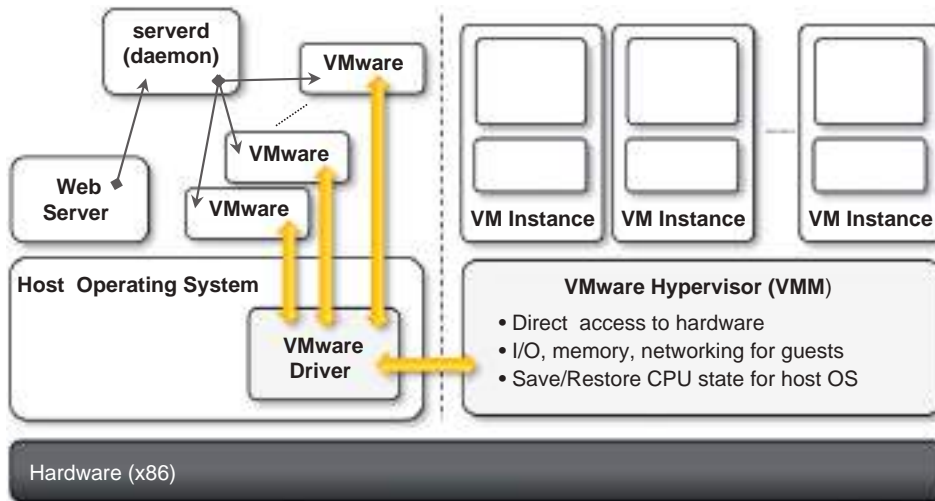 serverd
(daemon)
VMware
VMware
VMware
Web
Server
VM Instance
VM Instance
VM Instance
Host Operating System
VMware
Driver
VMware Hypervisor (VMM)
• Direct access to hardware
• I/O, memory, networking for guests
• Save/Restore CPU state for host OS
Hardware (x86)